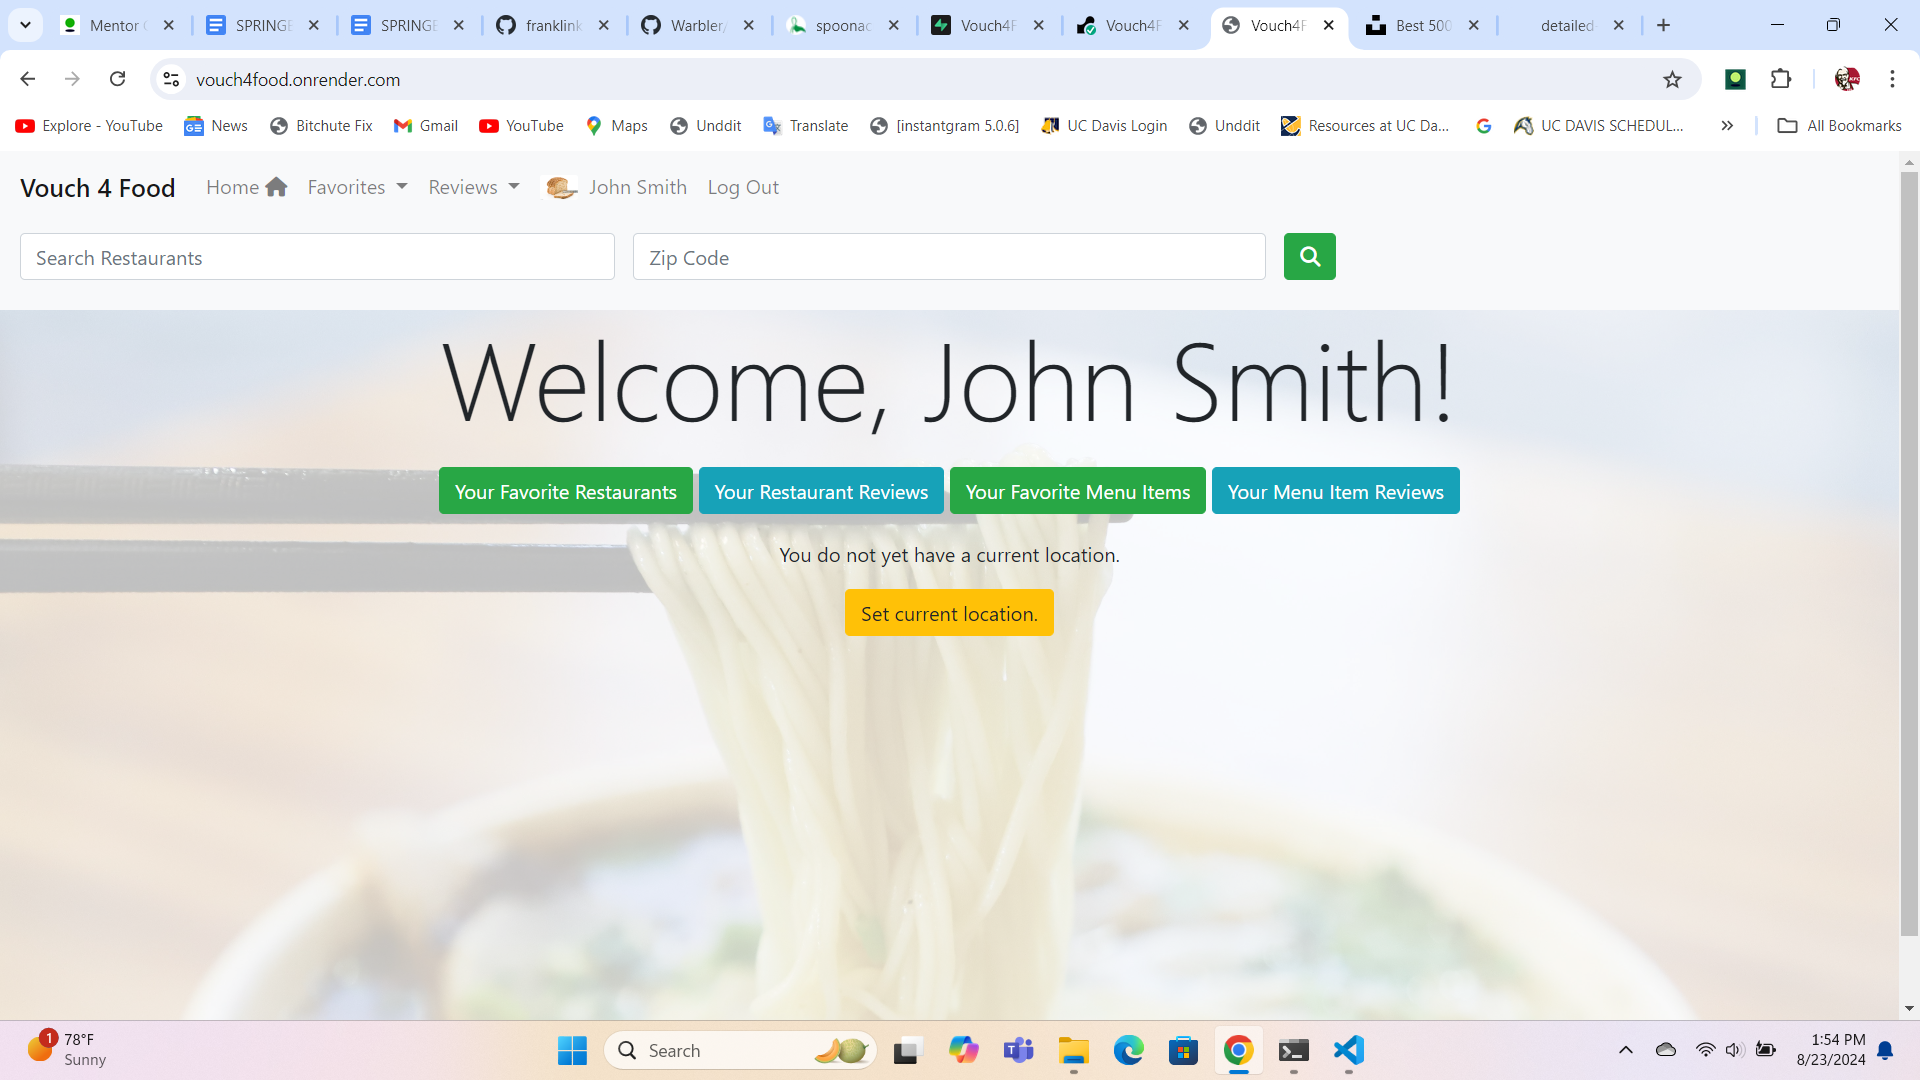 Mentor
SPRINGB
SPRINGB
franklink
Warbler/
spoonac
Vouch4F
Vouch4F
Vouch4F
Best 500
detailed
vouch4food.onrender.com
Explore - YouTube
News
Bitchute Fix
Gmail
YouTube
Maps
Unddit
Translate
[instantgram 5.0.6]
UC Davis Login
Unddit
Resources at UC Da...
UC DAVIS SCHEDUL...
All Bookmarks
Vouch 4 Food
Home
Favorites
Reviews
John Smith
Log Out
Search Restaurants
Zip Code
Welcome, John Smith!
Your Favorite Restaurants
Your Restaurant Reviews
Your Favorite Menu Items
Your Menu Item Reviews
You do not yet have a current location.
Set current location.
1
78°F
Sunny
Search
1:54 PM
8/23/2024